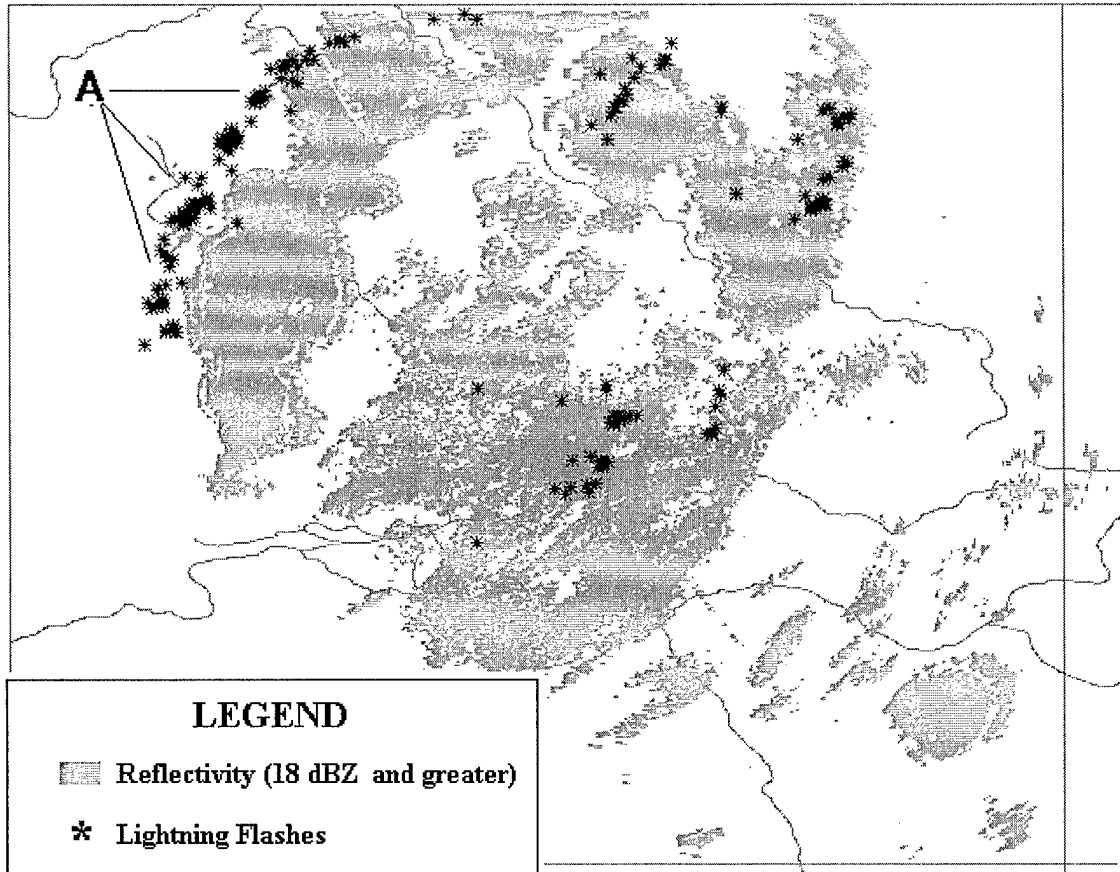 A
LEGEND
Reflectivity (18 dBZ and greater)
* Lightning Flashes